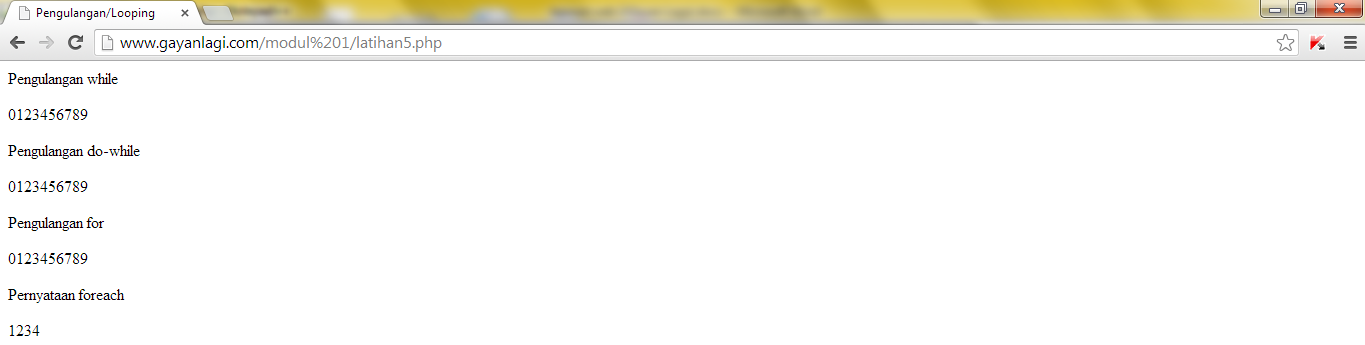 Pengulangan/Looping
www.gayanlagi.com/modul%201/latihan5.php
Pengulangan while
0123456789
Pengulangan do-while
0123456789
Pengulangan for
0123456789
Pernyataan foreach
1234